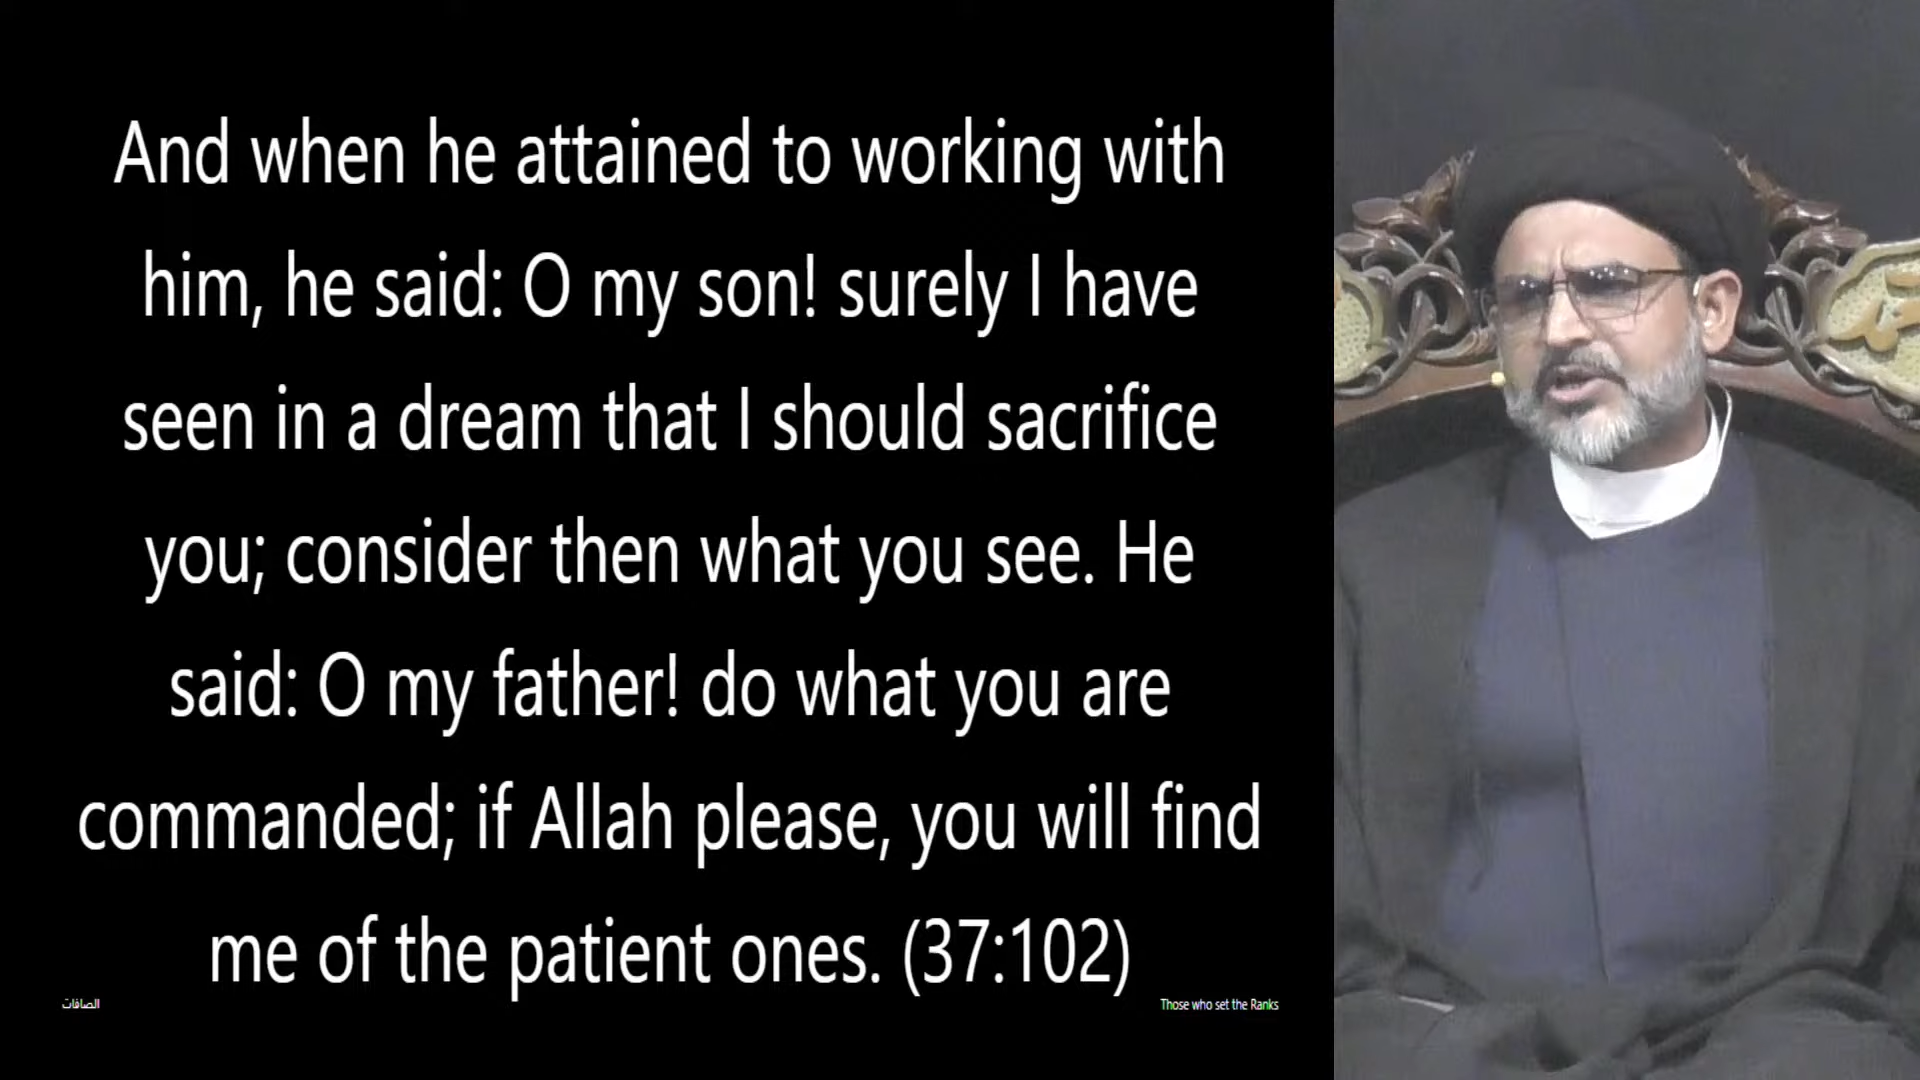 And when he attained to working with
him, he said: O my son! surely I have
seen in a dream that I should sacrifice
you; consider then what you see. He
said: O my father! do what you are
commanded; if Allah please, you will find
me of the patient ones. (37:102)
الصافات
Those who set the Ranks